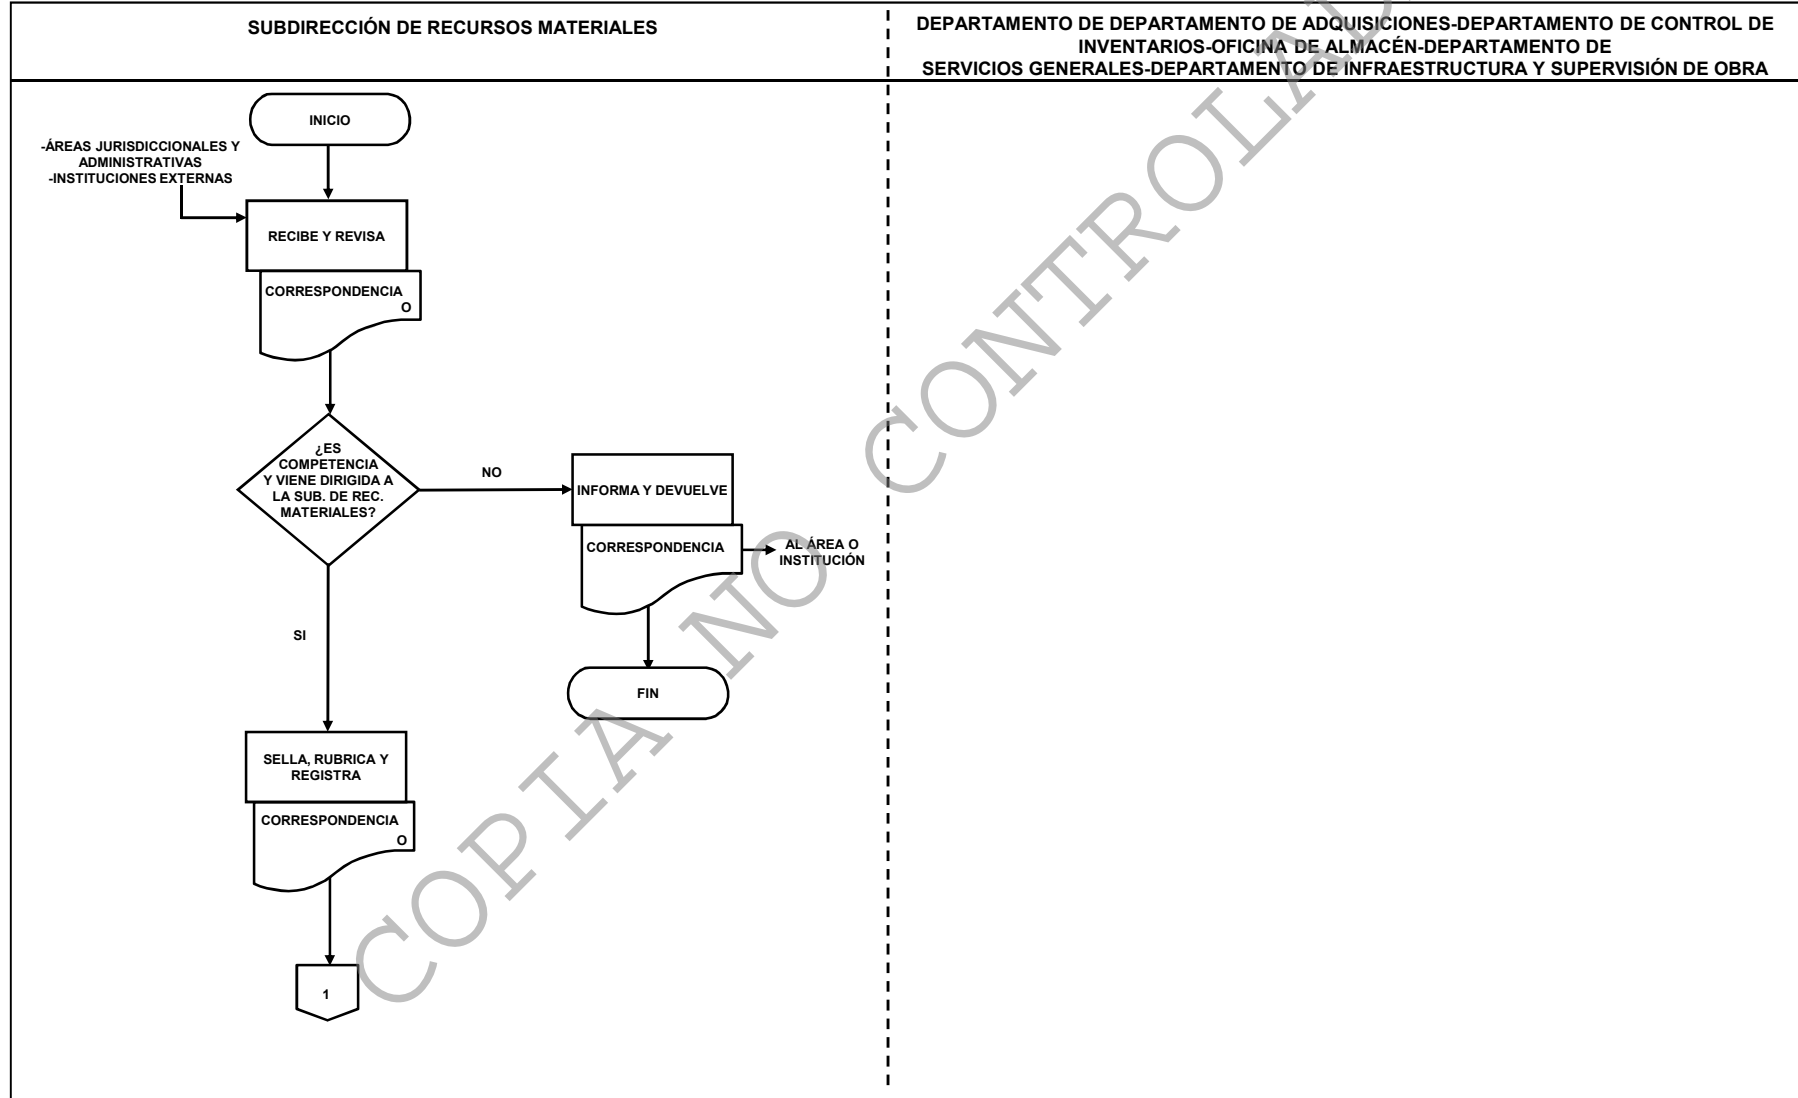 SUBDIRECCIÓN DE RECURSOS MATERIALES
DEPARTAMENTO DE DEPARTAMENTO DE ADQUISICIONES-DEPARTAMENTO DE CONTROL DE
INVENTARIOS-OFICINA DE ALMACÉN-DEPARTAMENTO DE
SERVICIOS GENERALES-DEPARTAMENTO DE INFRAESTRUCTURA Y SUPERVISIÓN DE OBRA
INICIO
-ÁREAS JURISDICCIONALES Y
ADMINISTRATIVAS
-INSTITUCIONES EXTERNAS
RECIBE Y REVISA
CORRESPONDENCIA
O
¿ES
COMPETENCIA
Y VIENE DIRIGIDA A
LA SUB. DE REC.
MATERIALES?
NO
INFORMA Y DEVUELVE
CORRESPONDENCIA
AL ÁREA O
INSTITUCIÓN
SI
FIN
SELLA, RUBRICA Y
REGISTRA
CORRESPONDENCIA
O
1
COPIA NO CONTROLAD